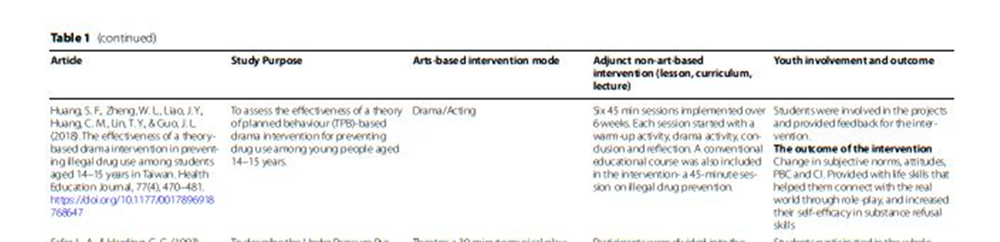 Table 1 (continued)
Article
Study Purpose
Arts-based intervention mode
Adjunct non-art-based
intervention (lesson, curriculum,
lecture)
Youth involvement and outcome
Huang, S. F., Zheng, W. L., Liao, J. Y.,
Huang, C. M., Lin, T. Y., & Guo, J. L.
(2018). The effectiveness of a theory-
based drama intervention in prevent-
ing illegal drug use among students
aged 14–15 years in Taiwan. Health
Education Journal, 77(4), 470–481.
https://doi.org/10.1177/0017896918
768647
To assess the effectiveness of a theory
of planned behaviour (TPB)-based
drama intervention for preventing
drug use among young people aged
14–15 years.
Drama/Acting
Six 45 min sessions implemented over
6 weeks. Each session started with a
warm-up activity, drama activity, con-
clusion and reflection. A conventional
educational course was also included
in the intervention- a 45-minute ses-
sion on illegal drug prevention.
Students were involved in the projects
and provided feedback for the inter-
vention.
The outcome of the intervention
Change in subjective norms, attitudes,
PBC and CI. Provided with life skills that
helped them connect with the real
world through role-play, and increased
their self-efficacy in substance refusal
skills